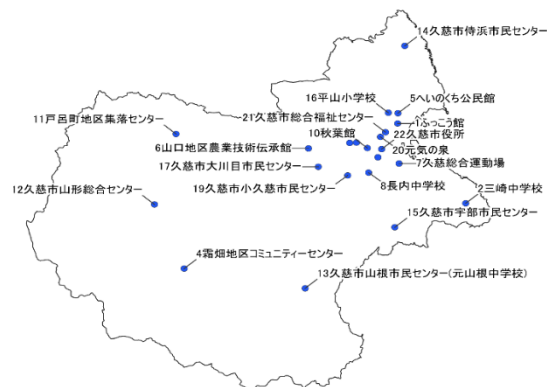 14久慈市侍浜市民センター
16平山小学校
5へいのくち公民館
21久慈市総合福祉センター
1ふっこう館
11戸呂町地区集落センター
10秋葉館
22久慈市役所
6山口地区農業技術伝承館
20元気の泉
17久慈市大川目市民センター
7久慈総合運動場
19久慈市小久慈市民センター
8長内中学校
12久慈市山形総合センター
2三崎中学校
15久慈市宇部市民センター
4霜畑地区コミュニティーセンター
13久慈市山根市民センター(元山根中学校)